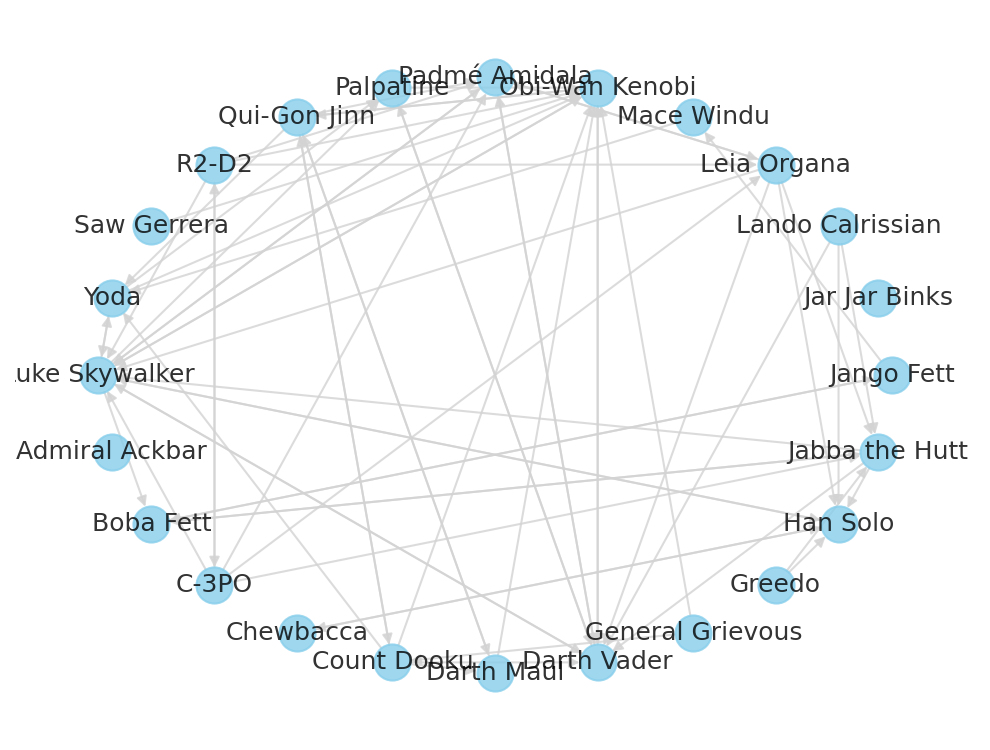 Padmé Amidala
Palpatine
Obi-Wan Kenobi
Qui-Gon Jinn
Mace Windu
R2-D2
Leia Organa
Saw Gerrera
Lando Calrissian
Yoda
Jar Jar Binks
uke Skywalker
Jango Fett
Admiral Ackbar
Jabba the Hutt
Boba Fett
Han Solo
C-3PO
Greedo
Chewbacca
General Grievous
Count Dooku
Darth Vader
Darth Maul